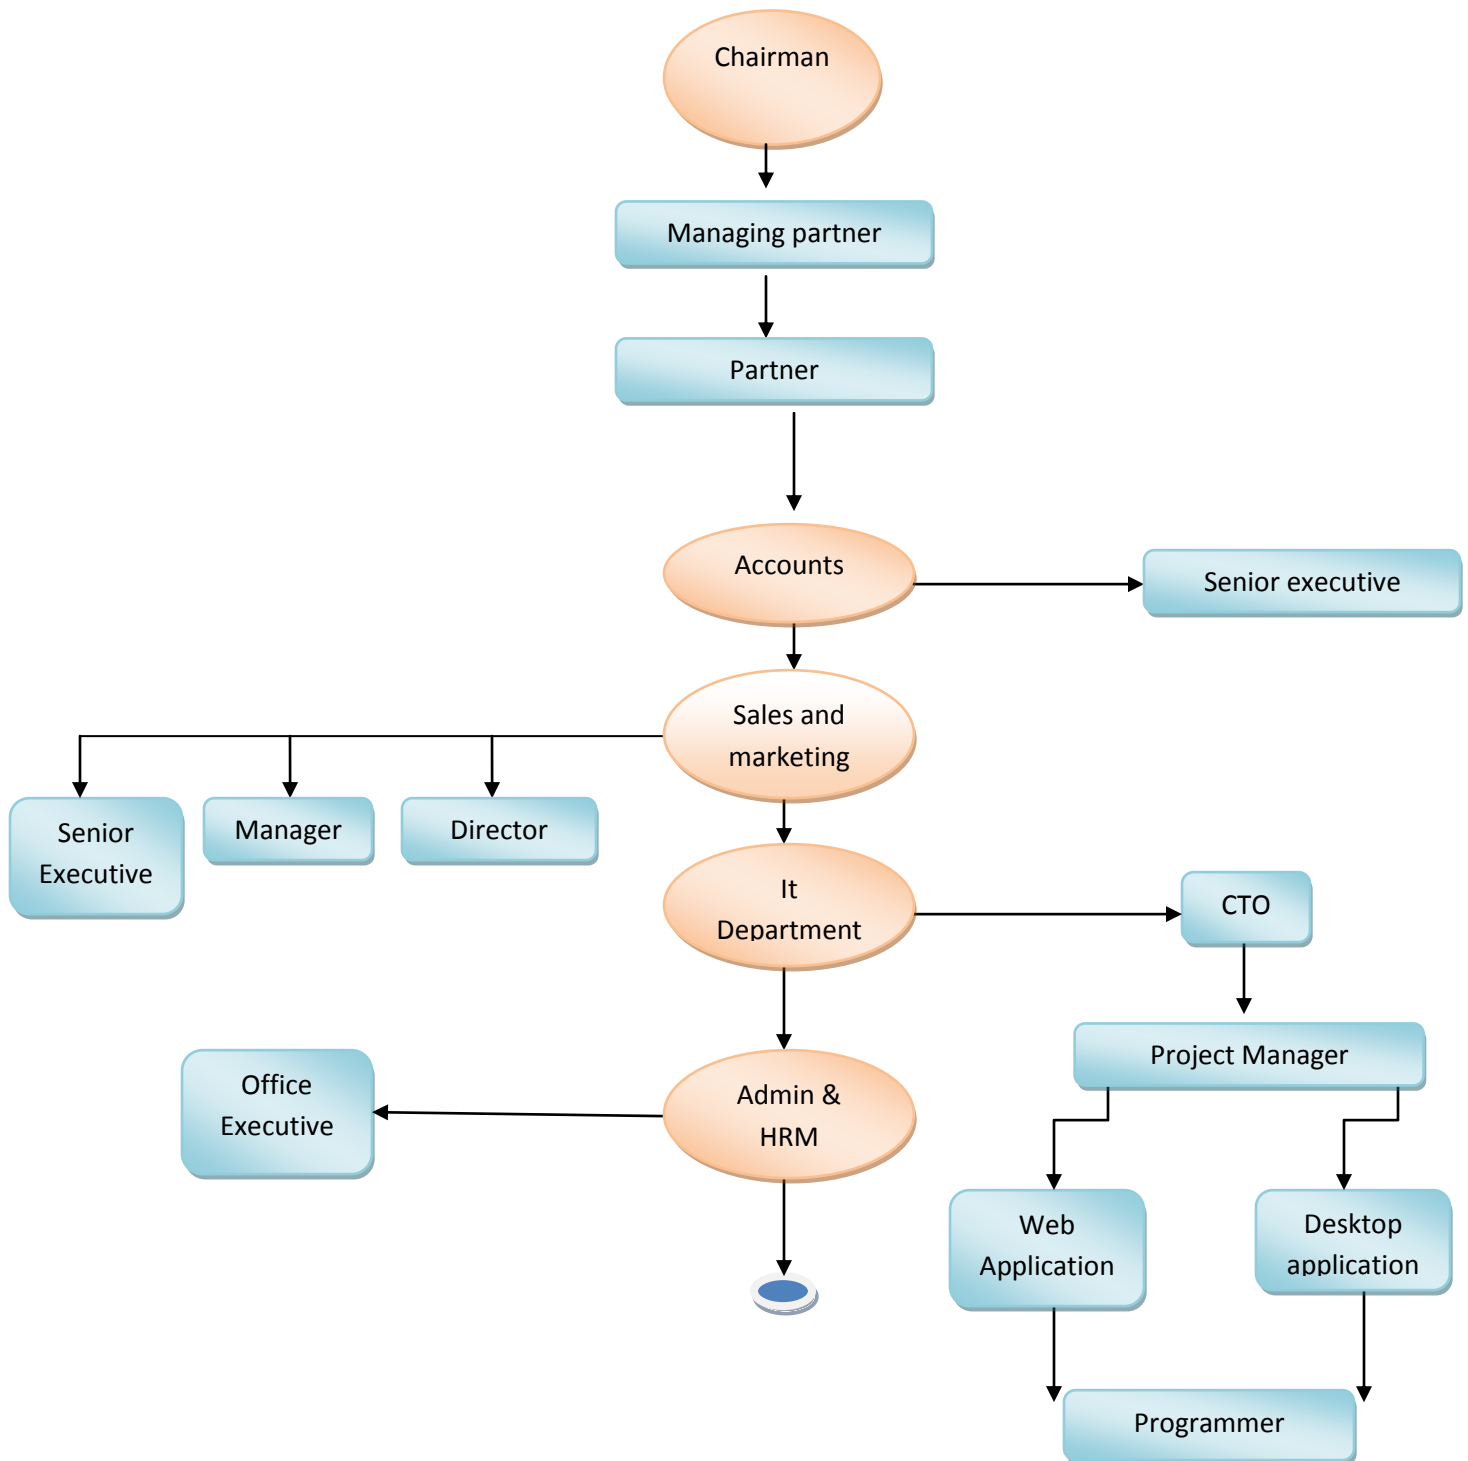 Chairman
Managing partner
Partner
Accounts
Senior executive
Sales and
marketing
Senior
Executive
Manager
Director
It
Department
CTO
Project Manager
Office
Executive
Admin &
HRM
Web
Application
Desktop
application
Programmer